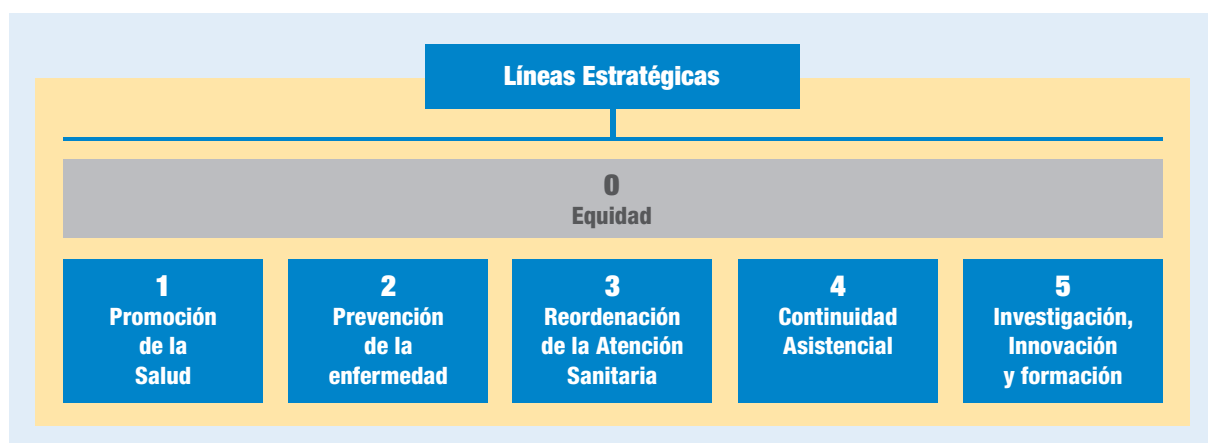 Líneas Estratégicas
0
Equidad
1
Promoción
de la
Salud
2
Prevención
de la
enfermedad
3
Reordenación
de la Atención
Sanitaria
4
Continuidad
Asistencial
5
Investigación,
Innovación
y formación